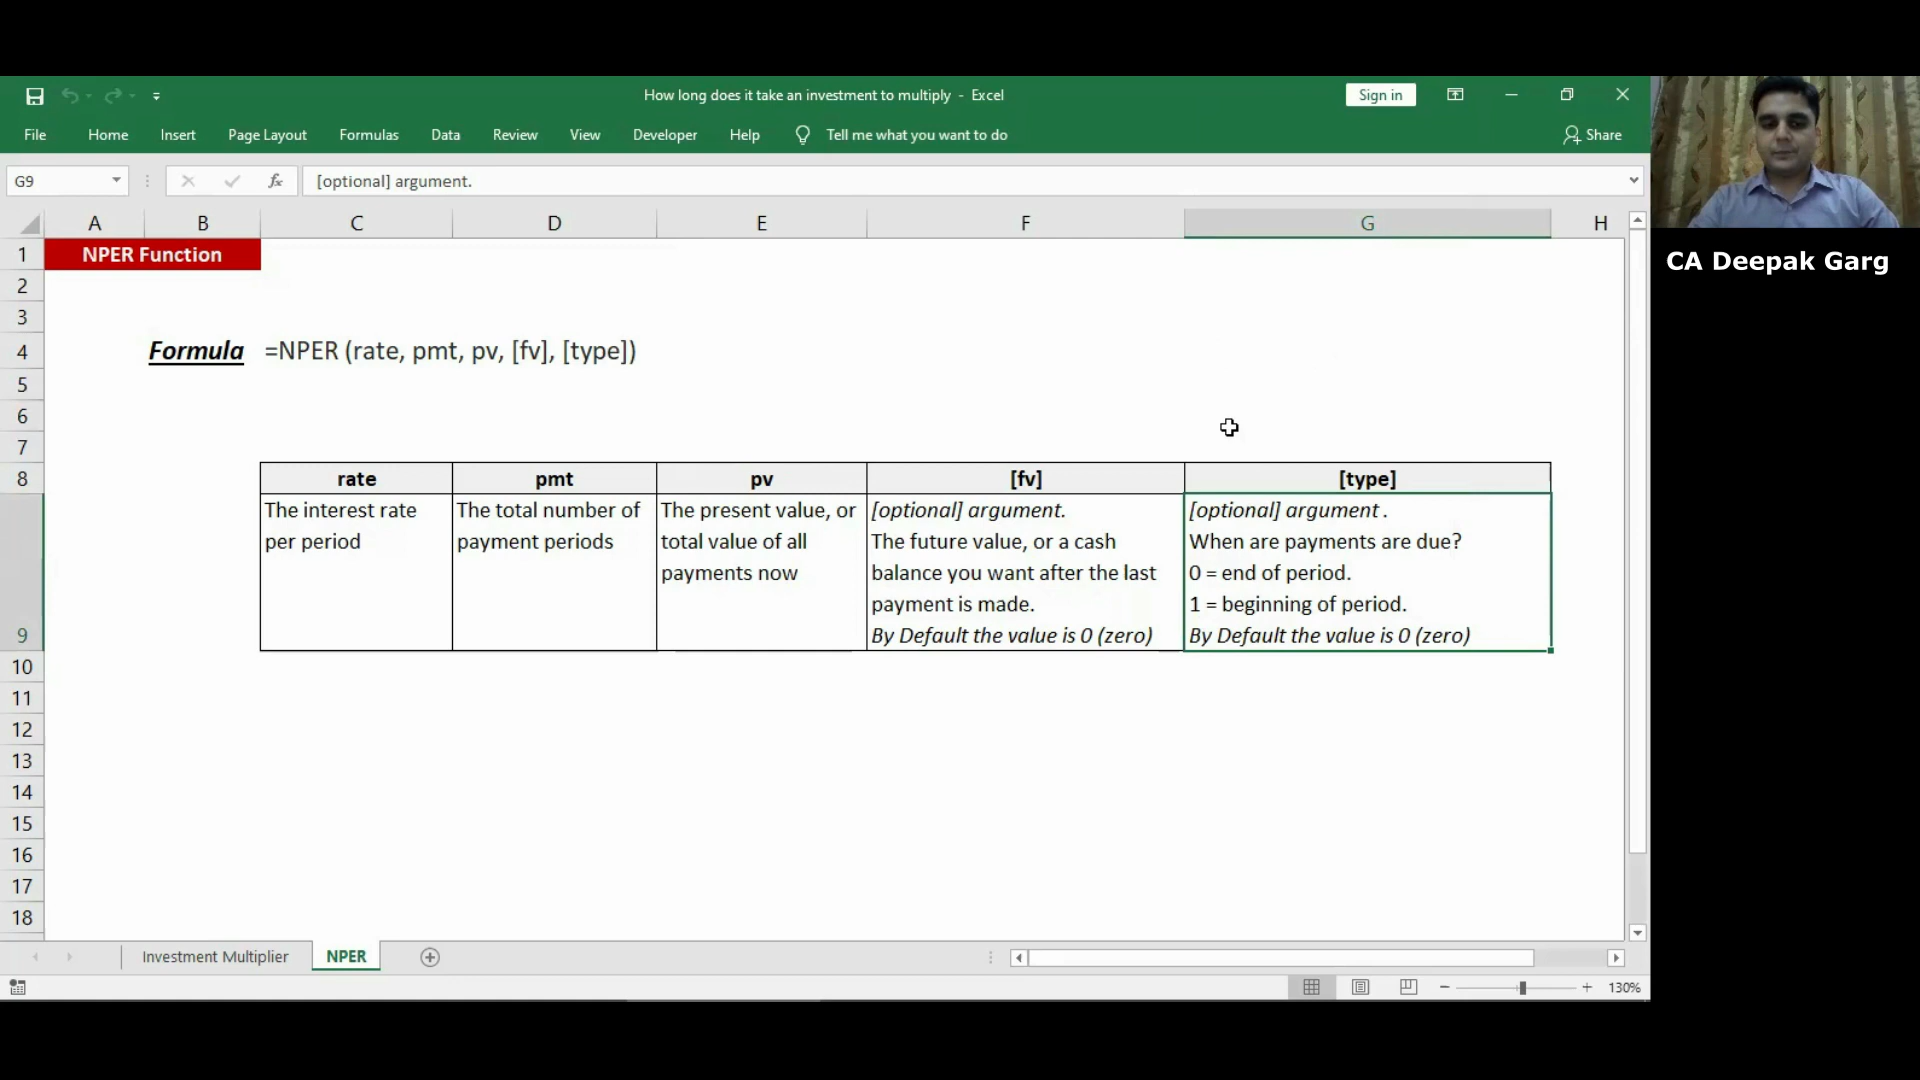 How long does it take an investment to multiply - Excel
Sign in
File Home Insert Page Layout Formulas Data Review View Developer Help Tell me what you want to do Share
G9 fx [optional] argument.
A B C D E F G H
CA Deepak Garg
1 NPER Function
2
3
4 Formula =NPER (rate, pmt, pv, [fv], [type])
5
6
7
8 rate pmt pv [fv] [type]
The interest rate
per period
The total number of
payment periods
The present value, or
total value of all
payments now
[optional] argument.
The future value, or a cash
balance you want after the last
payment is made.
By Default the value is 0 (zero)
[optional] argument .
When are payments are due?
0 = end of period.
1 = beginning of period.
By Default the value is 0 (zero)
9
10
11
12
13
14
15
16
17
18
Investment Multiplier NPER
130%